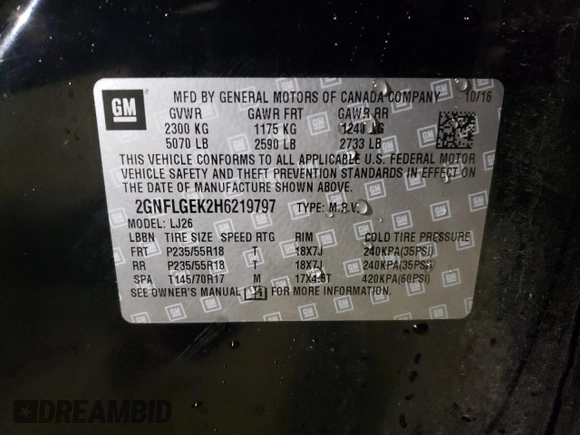 GM
MFD BY GENERAL MOTORS OF CANADA COMPANY 10/16
GVWR GAWR FRT GAWR RR
2300 KG 1175 KG 1240 KG
5070 LB 2590 LB 2733 LB
THIS VEHICLE CONFORMS TO ALL APPLICABLE U.S. FEDERAL MOTOR
VEHICLE SAFETY AND THEFT PREVENTION STANDARDS IN EFFECT
ON THE DATE OF MANUFACTURE SHOWN ABOVE.
2GNFLGEK2H6219797 TYPE: M.P.V.
MODEL: LJ26
LBBN TIRE SIZE SPEED RTG RIM COLD TIRE PRESSURE
FRT P235/55R18 T 18X7J 240KPA(35PSI)
RR P235/55R18 T 18X7J 240KPA(35PSI)
SPA T145/70R17 M 17X4.0T 420KPA(60PSI)
SEE OWNER'S MANUAL FOR MORE INFORMATION.
DREAMBID